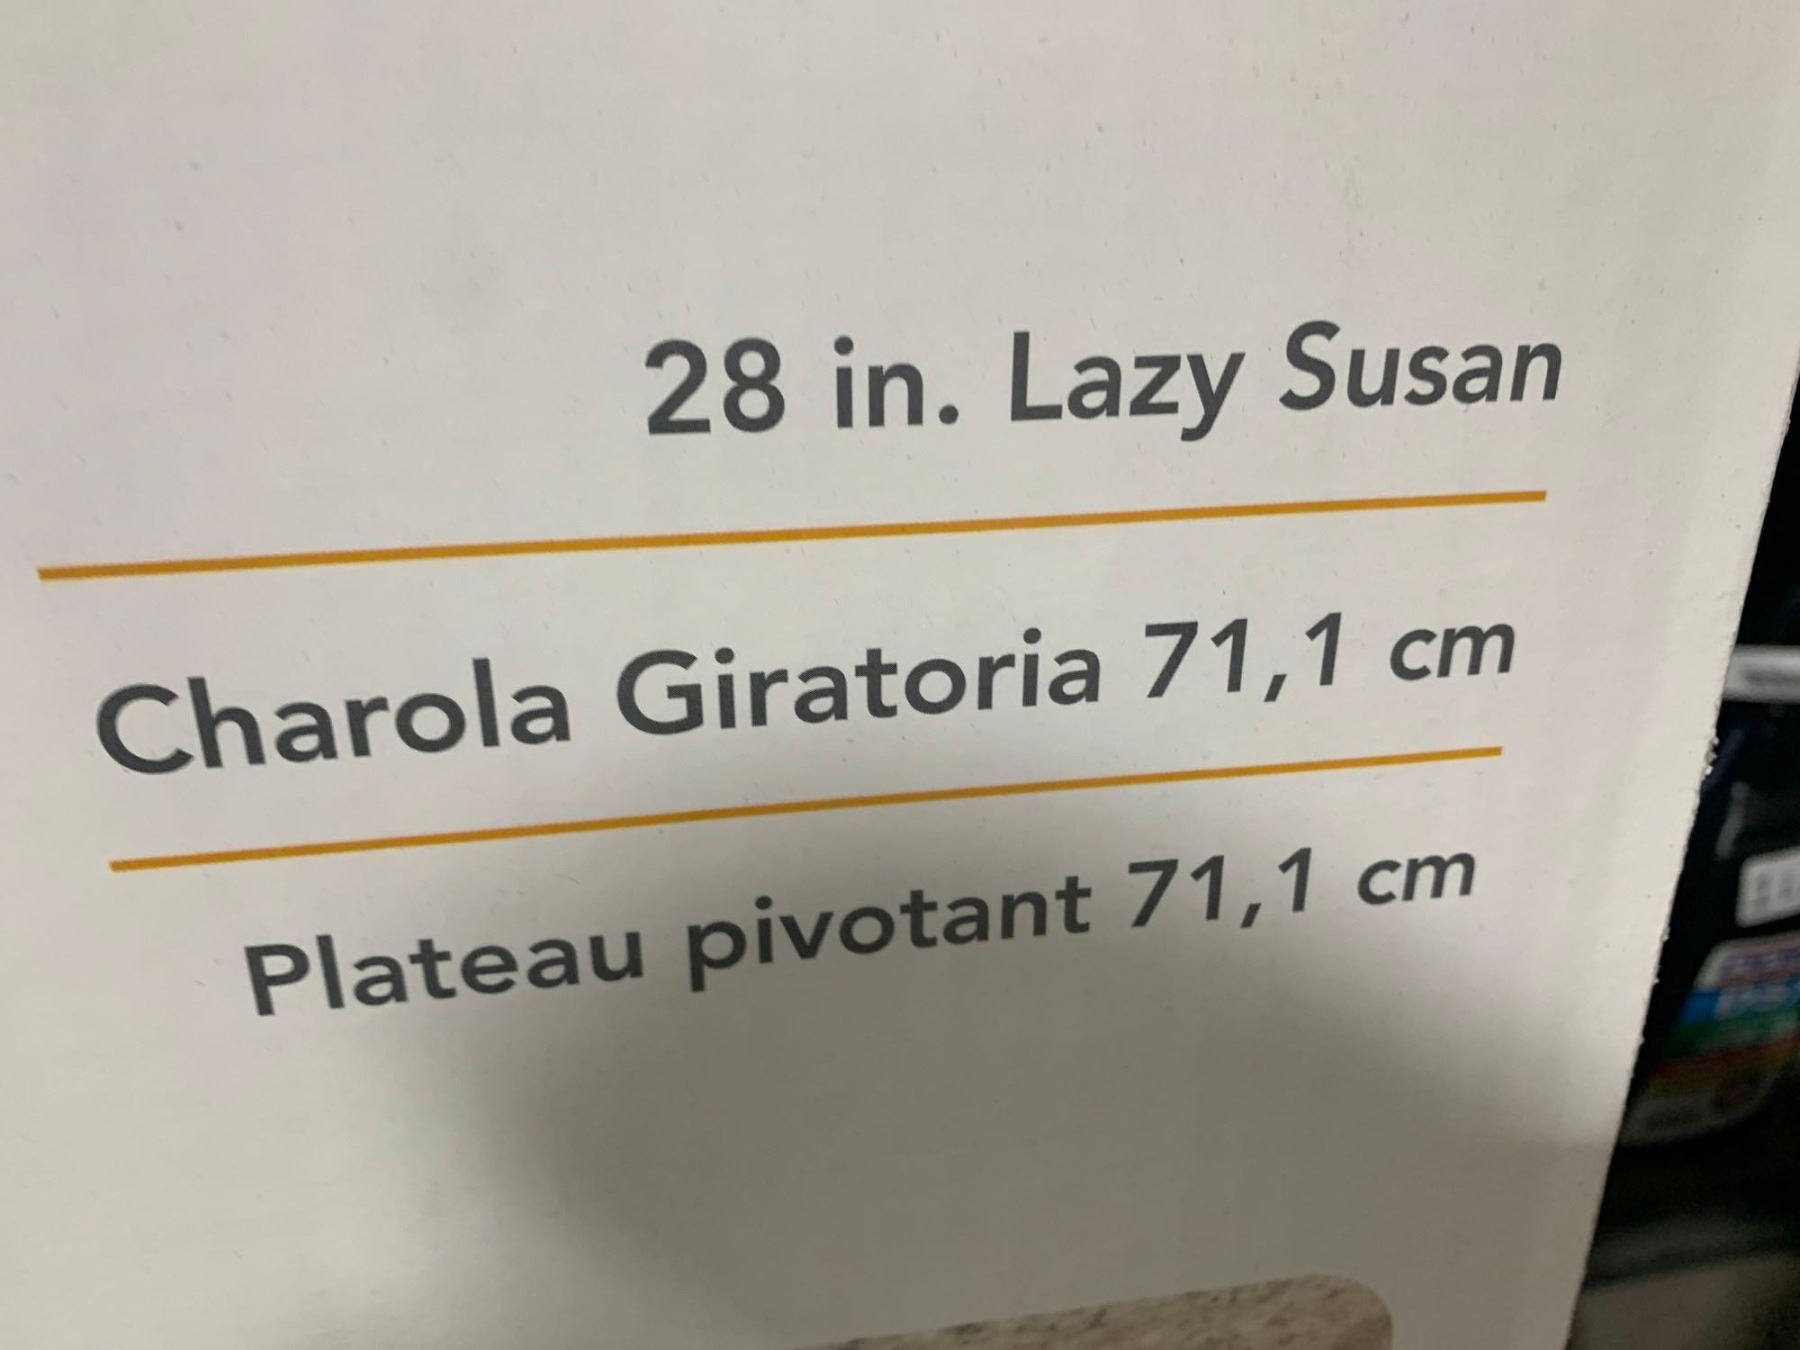 28 in. Lazy Susan
Charola Giratoria 71,1 cm
Plateau pivotant 71,1 cm